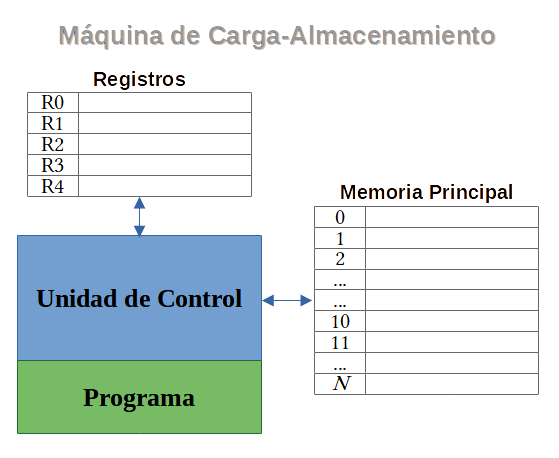 Máquina de Carga-Almacenamiento
Registros
R0
R1
R2
R3
R4
Unidad de Control
Programa
Memoria Principal
0
1
2
...
...
10
11
...
N